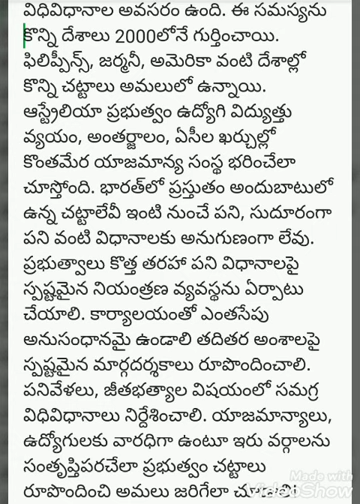 విధివిధానాల అవసరం ఉంది. ఈ సమస్యను
కొన్ని దేశాలు 2000లోనే గుర్తించాయి.
ఫిలిప్పీన్స్, జర్మనీ, అమెరికా వంటి దేశాల్లో
కొన్ని చట్టాలు అమలులో ఉన్నాయి.
ఆస్ట్రేలియా ప్రభుత్వం ఉద్యోగి విద్యుత్తు
వ్యయం, అంతర్జాలం, ఏసీల ఖర్చుల్లో
కొంతమేర యాజమాన్య సంస్థ భరించేలా
చూస్తోంది. భారత్‌లో ప్రస్తుతం అందుబాటులో
ఉన్న చట్టాలేవీ ఇంటి నుంచే పని, సుదూరంగా
పని వంటి విధానాలకు అనుగుణంగా లేవు.
ప్రభుత్వాలు కొత్త తరహా పని విధానాలపై
స్పష్టమైన నియంత్రణ వ్యవస్థను ఏర్పాటు
చేయాలి. కార్యాలయంతో ఎంతసేపు
అనుసంధానమై ఉండాలి తదితర అంశాలపై
స్పష్టమైన మార్గదర్శకాలు రూపొందించాలి.
పనివేళలు, జీతభత్యాల విషయంలో సమగ్ర
విధివిధానాలు నిర్దేశించాలి. యాజమాన్యాలు,
ఉద్యోగులకు వారధిగా ఉంటూ ఇరు వర్గాలను
సంతృప్తిపరచేలా ప్రభుత్వం చట్టాలు
రూపొందించి అమలు జరిగేలా చూడాలి!
Made with